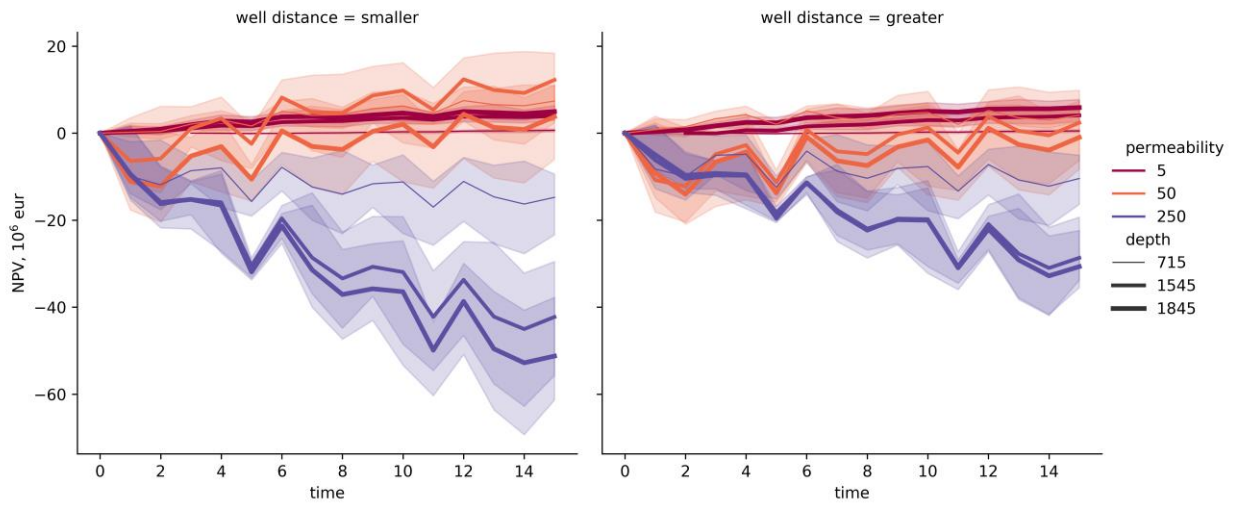 well distance = smaller
well distance = greater
NPV, 10⁶ eur
20
0
−20
−40
−60
0 2 4 6 8 10 12 14
time
0 2 4 6 8 10 12 14
time
permeability
5
50
250
depth
715
1545
1845